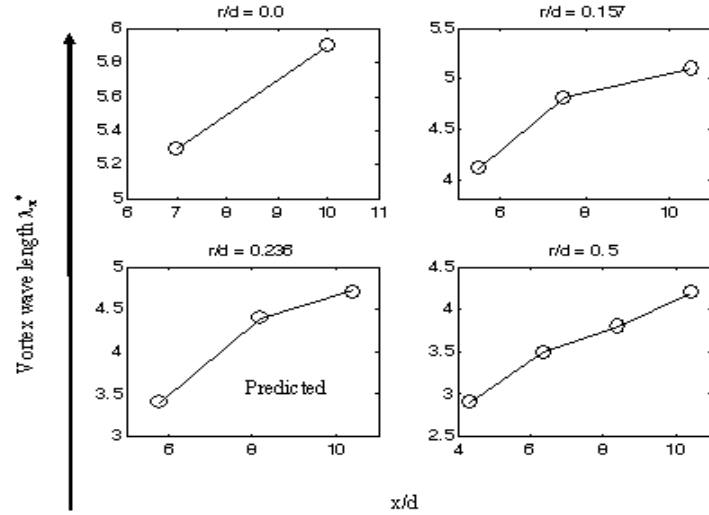 r/d = 0.0
6
5.8
5.6
5.4
5.2
5
6 7 8 9 10 11
r/d = 0.157
5
4.5
4
6 8 10
Vortex wave length λx*
r/d = 0.236
5
4.5
4
3.5
3
6 8 10
Predicted
r/d = 0.5
4.5
4
3.5
3
2.5
4 6 8 10
x/d